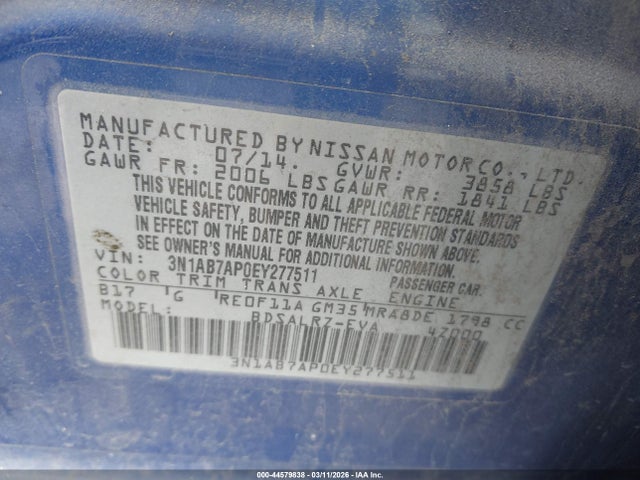 MANUFACTURED BY NISSAN MOTOR CO., LTD.
DATE: 07/14. GVWR: 3858 LBS
GAWR FR: 2006 LBS GAWR RR: 1841 LBS
THIS VEHICLE CONFORMS TO ALL APPLICABLE FEDERAL MOTOR
VEHICLE SAFETY, BUMPER AND THEFT PREVENTION STANDARDS
IN EFFECT ON THE DATE OF MANUFACTURE SHOWN ABOVE.
SEE OWNER'S MANUAL FOR ADDITIONAL INFORMATION.
VIN: 3N1AB7AP0EY277511 PASSENGER CAR.
COLOR TRIM TRANS AXLE ENGINE
B17 G RE0F11A GM35 MRA8DE 1798 CC
MODEL: BDSALRZ-EVA 4Z000
3N1AB7AP0EY277511
000-44579838 - 03/11/2026 - IAA Inc.